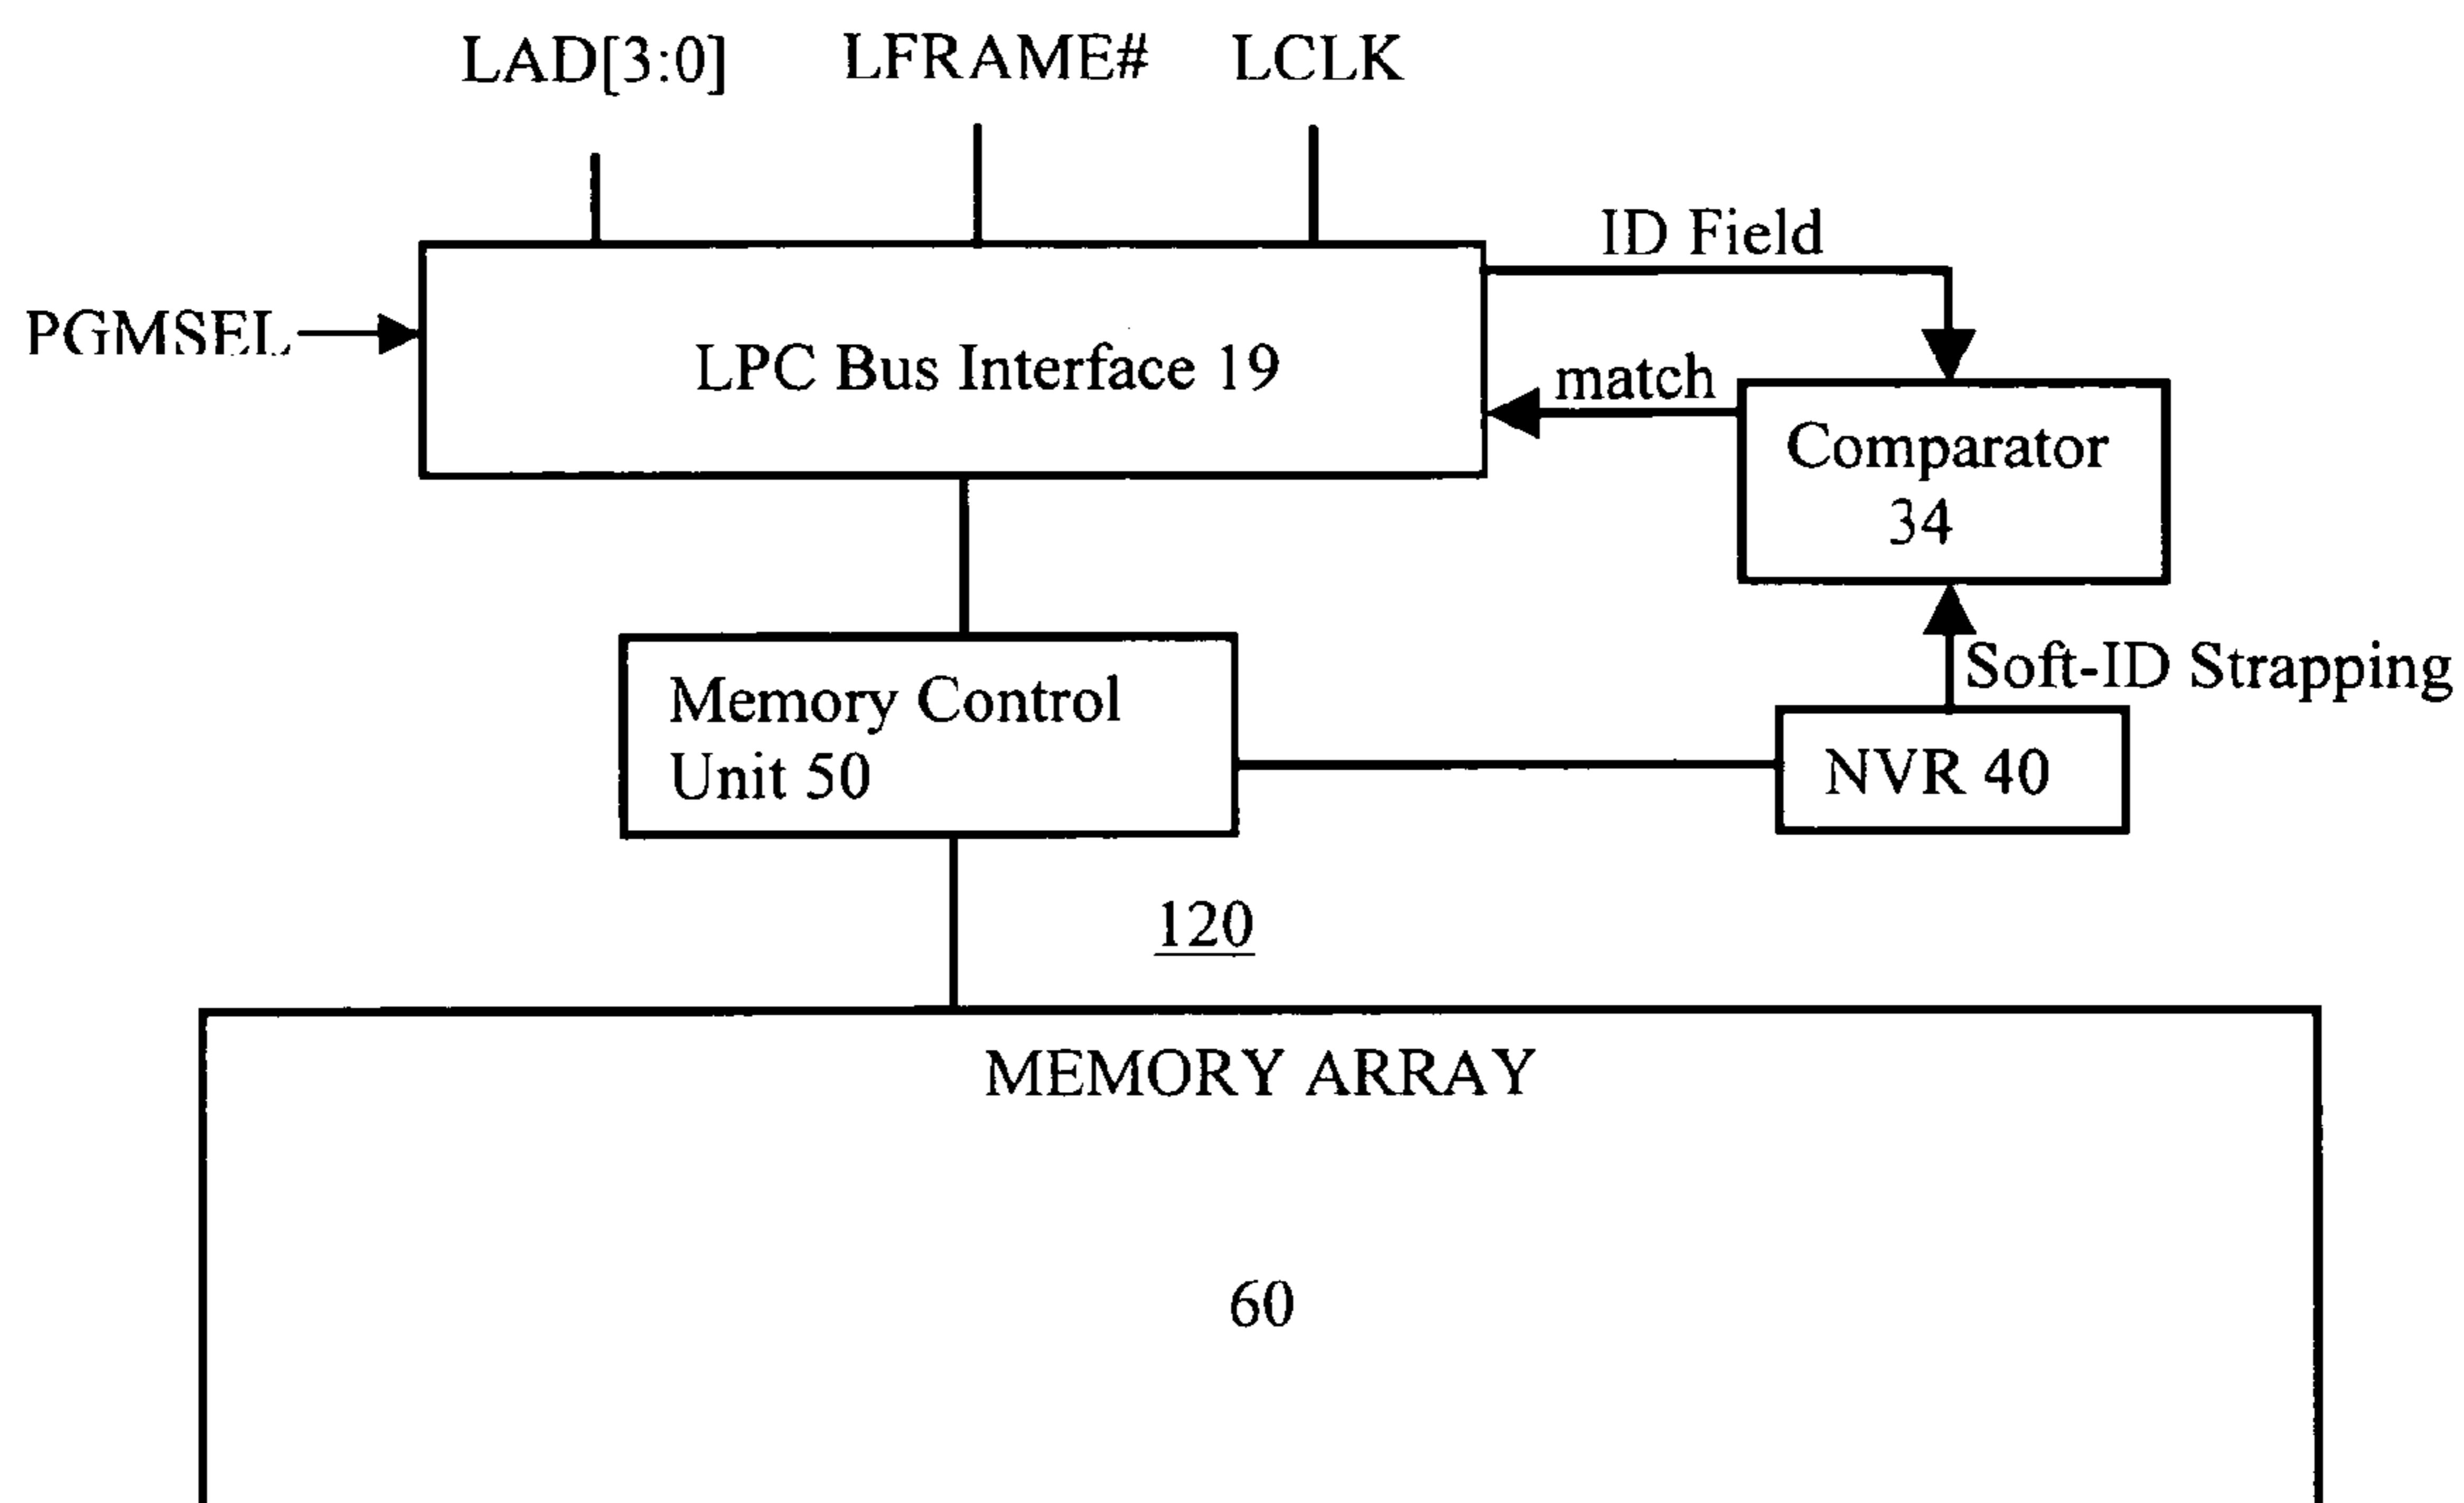 LAD[3:0] LFRAME# LCLK
ID Field
PGMSEL
LPC Bus Interface 19
match
Comparator
34
Soft-ID Strapping
Memory Control
Unit 50
NVR 40
120
MEMORY ARRAY
60